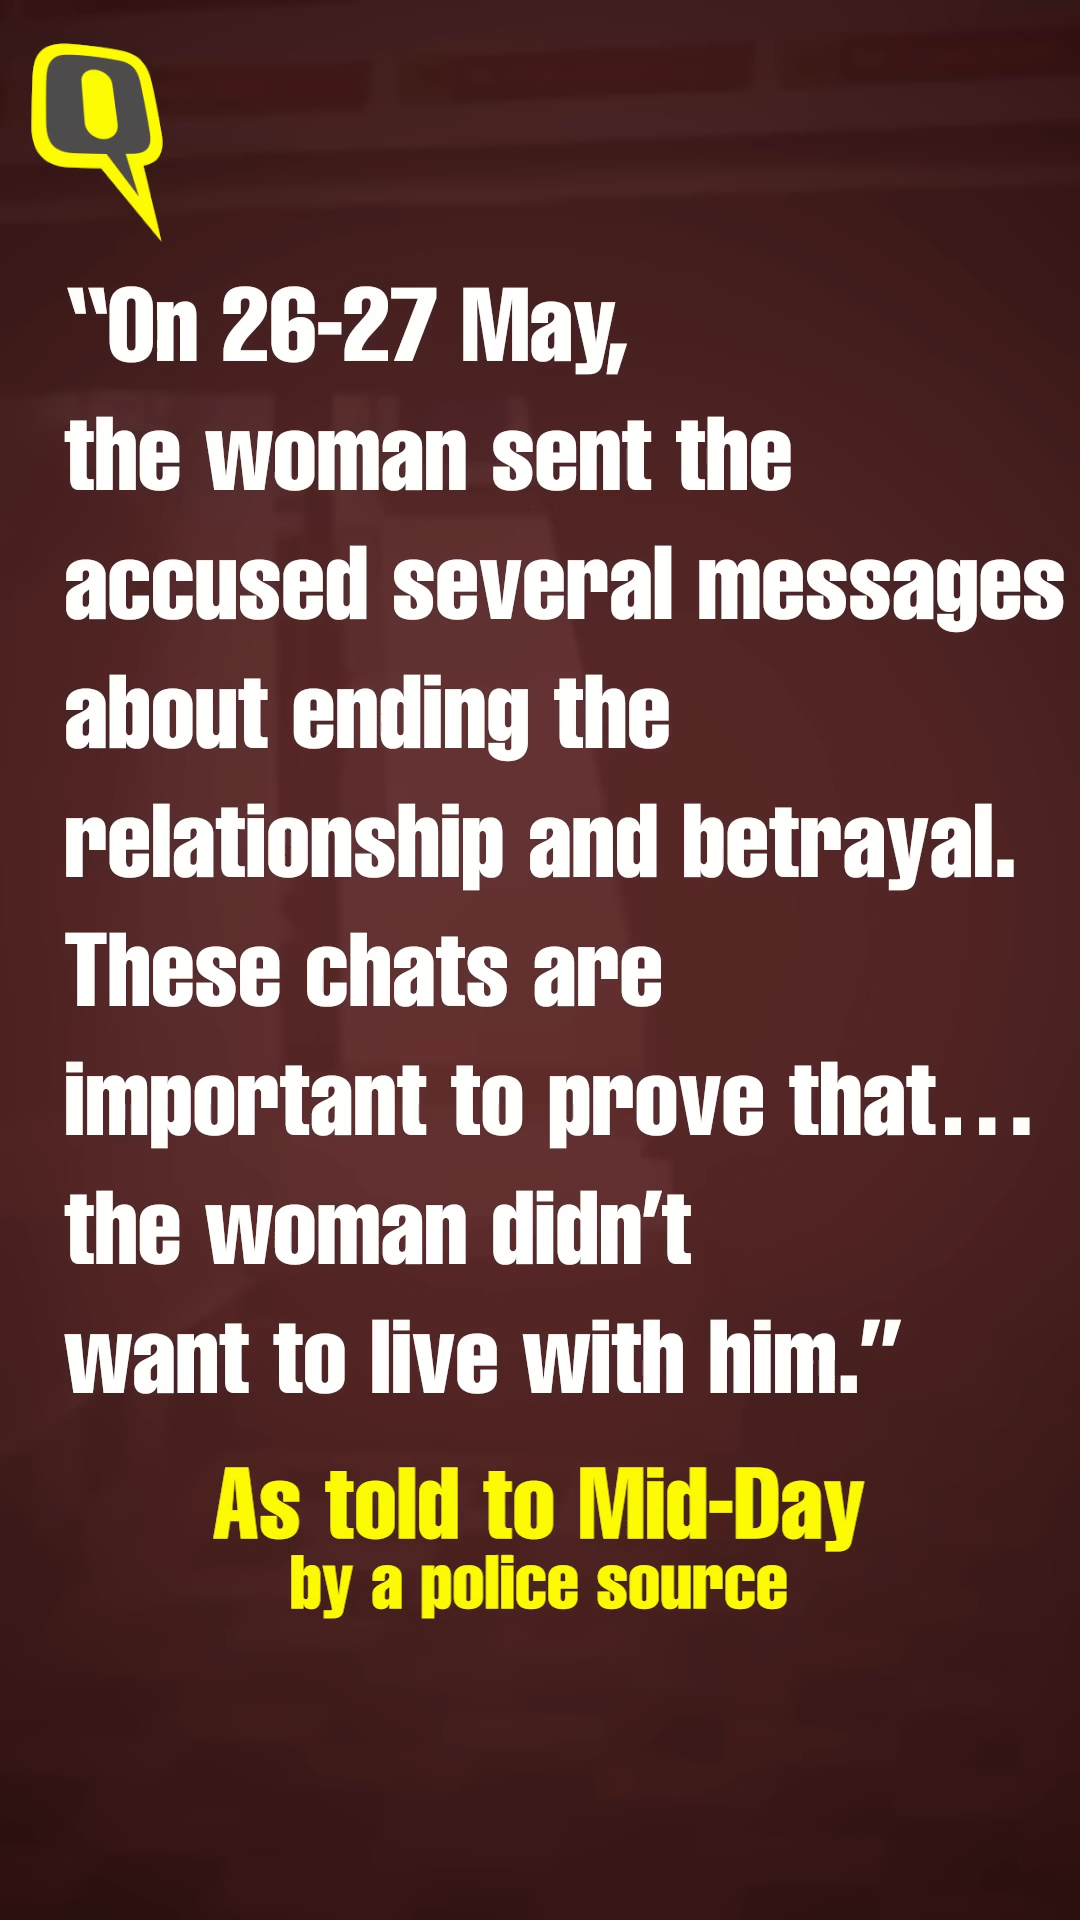 “On 26-27 May,
the woman sent the
accused several messages
about ending the
relationship and betrayal.
These chats are
important to prove that...
the woman didn’t
want to live with him.”
As told to Mid-Day
by a police source